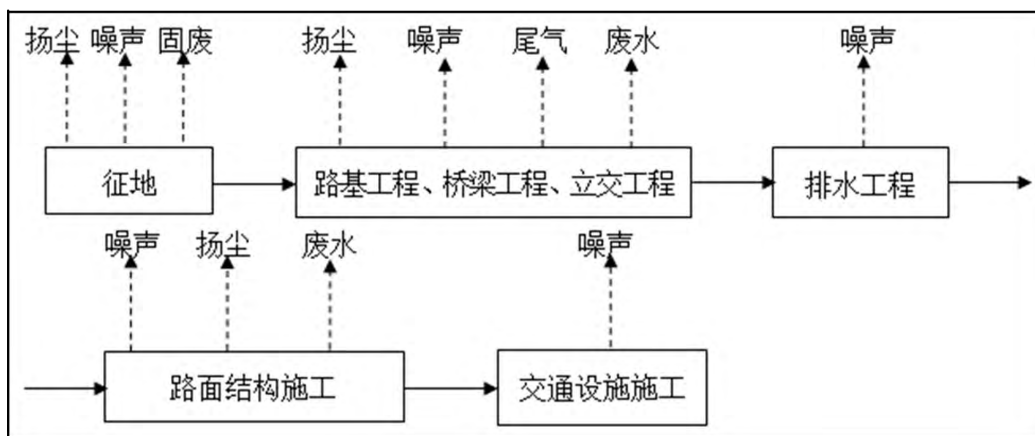 扬尘 噪声 固废 扬尘 噪声 尾气 废水 噪声
征地 路基工程、桥梁工程、立交工程 排水工程
噪声 扬尘 废水 噪声
路面结构施工 交通设施施工